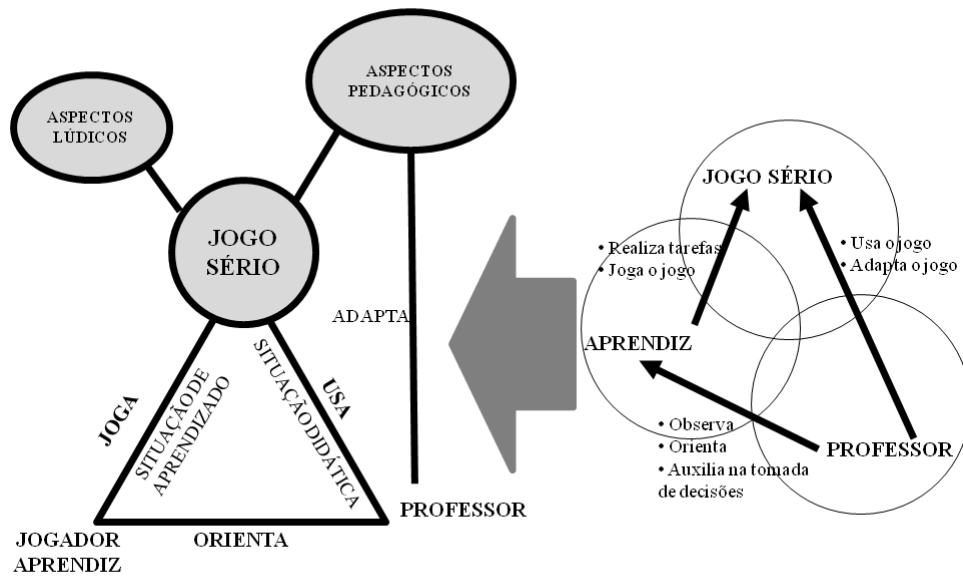 ASPECTOS
PEDAGÓGICOS
ASPECTOS
LÚDICOS
JOGO
SÉRIO
ADAPTA
JOGA
SITUAÇÃO DE
APRENDIZADO
USA
SITUAÇÃO DIDÁTICA
PROFESSOR
JOGADOR
APRENDIZ
ORIENTA
JOGO SÉRIO
• Realiza tarefas
• Joga o jogo
• Usa o jogo
• Adapta o jogo
APRENDIZ
• Observa
• Orienta
• Auxilia na tomada
de decisões
PROFESSOR